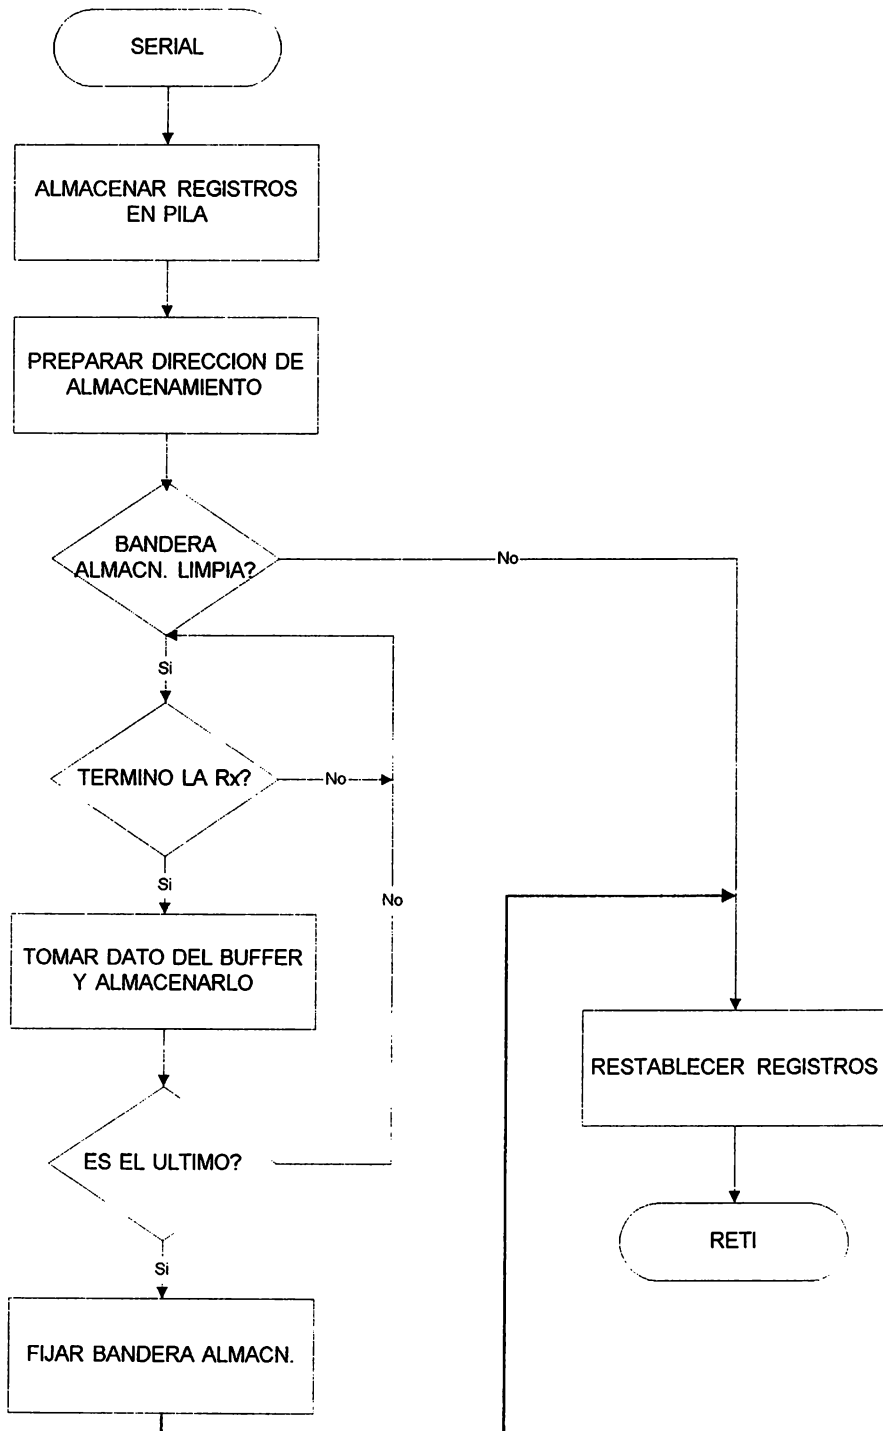 SERIAL
ALMACENAR REGISTROS
EN PILA
PREPARAR DIRECCION DE
ALMACENAMIENTO
BANDERA
ALMACN. LIMPIA?
No
Si
TERMINO LA Rx?
No
Si
No
TOMAR DATO DEL BUFFER
Y ALMACENARLO
RESTABLECER REGISTROS
ES EL ULTIMO?
RETI
Si
FIJAR BANDERA ALMACN.